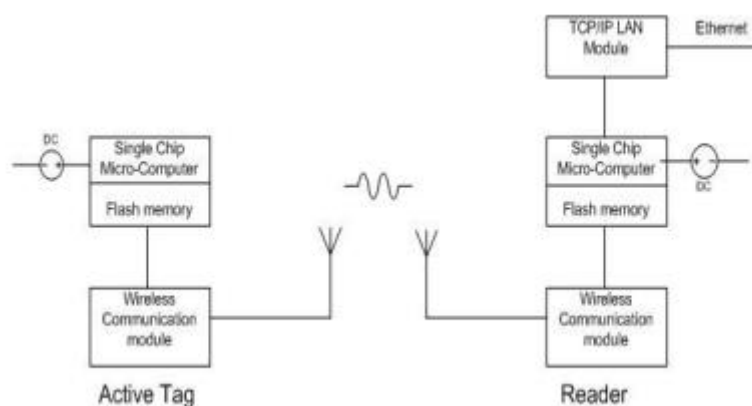 TCP/IP LAN
Module
Ethernet
DC
Single Chip
Micro-Computer
Flash memory
Single Chip
Micro-Computer
Flash memory
DC
Wireless
Communication
module
Wireless
Communication
module
Active Tag
Reader